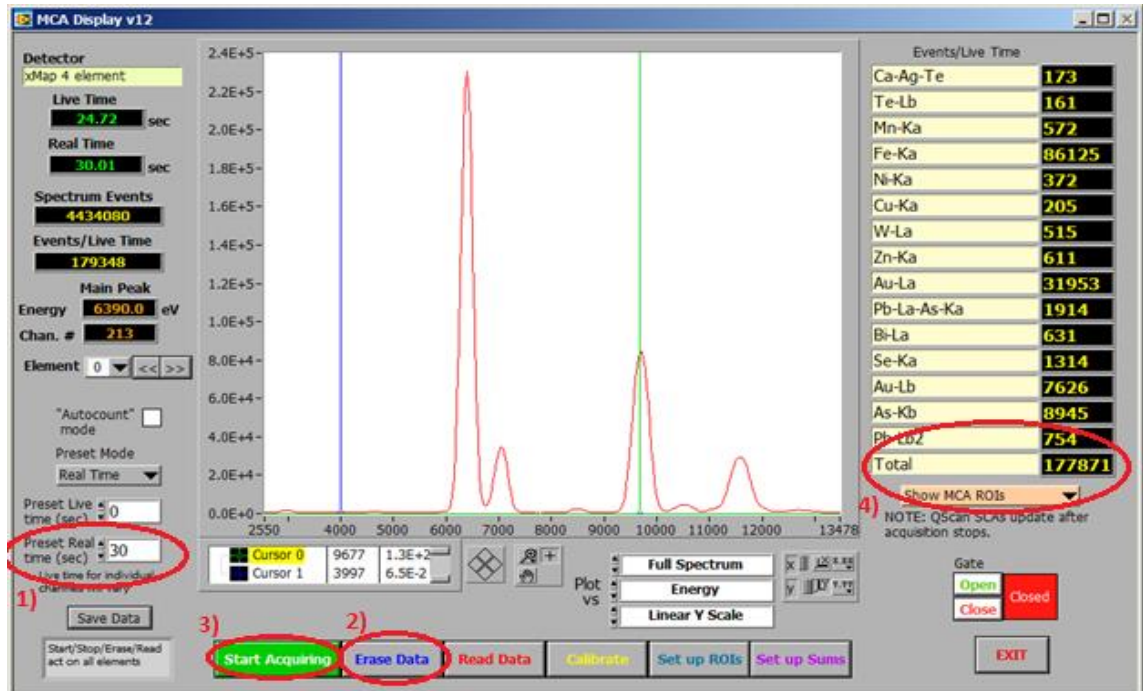 MCA Display v12
Detector
xMap 4 element
Live Time
24.72 sec
Real Time
30.01 sec
Spectrum Events
4434080
Events/Live Time
179348
Main Peak
Energy 6390.0 eV
Chan. # 213
Element 0 << >>
"Autocount"
mode
Preset Mode
Real Time
Preset Live
time (sec) 0
Preset Real
time (sec) 30
Live time for individual
channels may vary
1)
Save Data
Start/Stop/Erase/Read
act on all elements
2.4E+5
2.2E+5
2.0E+5
1.8E+5
1.6E+5
1.4E+5
1.2E+5
1.0E+5
8.0E+4
6.0E+4
4.0E+4
2.0E+4
0.0E+0
2550 4000 5000 6000 7000 8000 9000 10000 11000 12000 13478
Cursor 0 9677 1.3E+2
Cursor 1 3997 6.5E-2
Plot
vs
Full Spectrum
Energy
Linear Y Scale
3) 2)
Start Acquiring Erase Data Read Data Calibrate Set up ROIs Set up Sums
Events/Live Time
Ca-Ag-Te 173
Te-Lb 161
Mn-Ka 572
Fe-Ka 86125
Ni-Ka 372
Cu-Ka 205
W-La 515
Zn-Ka 611
Au-La 31953
Pb-La-As-Ka 1914
Bi-La 631
Se-Ka 1314
Au-Lb 7626
As-Kb 8945
Pb-Lb2 754
Total 177871
4) Show MCA ROIs
NOTE: QScan SCAs update after
acquisition stops.
Gate
Open
Close
Closed
EXIT